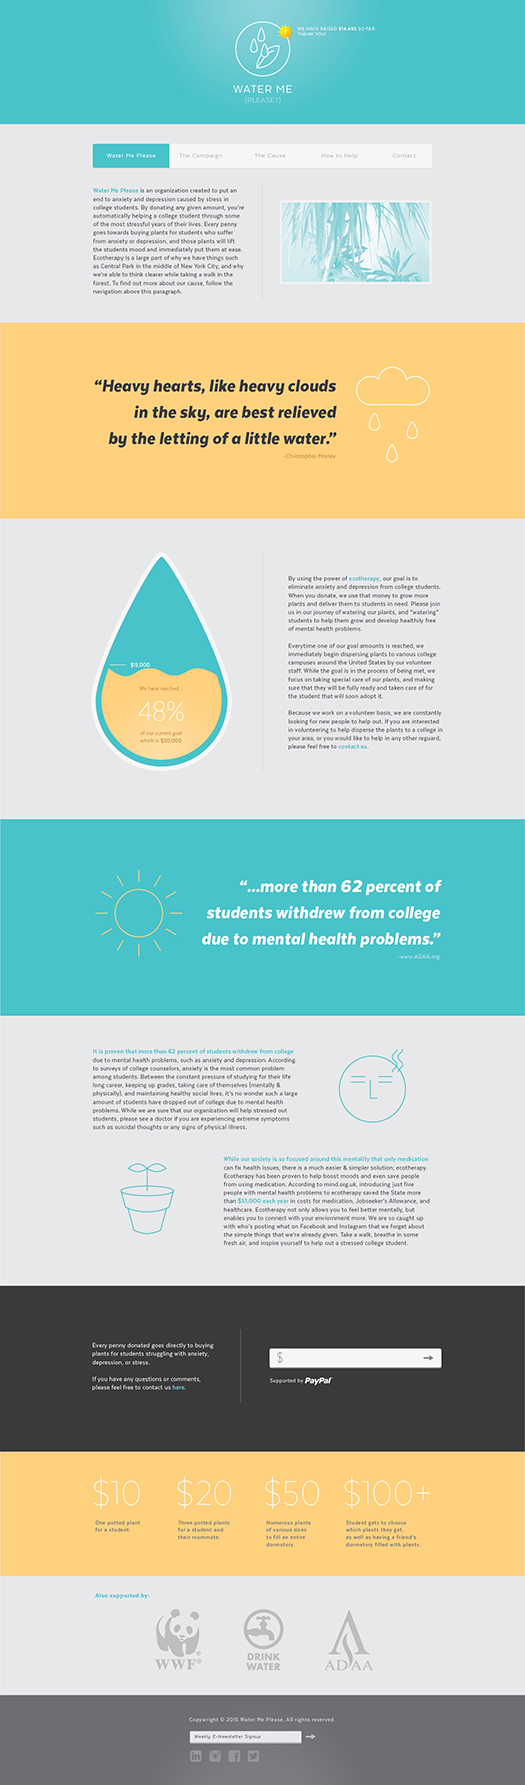 WE HAVE RAISED $14,495 SO FAR
THANK YOU!
WATER ME
(PLEASE?)
Water Me Please
The Campaign
The Cause
How to Help
Contact
Water Me Please is an organization created to put an
end to anxiety and depression caused by stress in
college students. By donating any given amount, you're
automatically helping a college student through some
of the most stressful years of their lives. Every penny
goes towards buying plants for students who suffer
from anxiety or depression, and those plants will lift
the students mood and immediately put them at ease.
Ecotherapy is a large part of why we have things such
as Central Park in the middle of New York City, and why
we're able to think clearer while taking a walk in the
forest. To find out more about our cause, follow the
navigation above this paragraph.
“Heavy hearts, like heavy clouds
in the sky, are best relieved
by the letting of a little water.”
-Christopher Morley
$15,000
We have reached...
48%
of our current goal
which is $30,000
By using the power of ecotherapy, our goal is to
eliminate anxiety and depression from college students.
When you donate, we use that money to grow more
plants and deliver them to students in need. Please join
us in our journey of watering our plants, and "watering"
students to help them grow and develop healthily free
of mental health problems.
Everytime one of our goal amounts is reached, we
immediately begin dispersing plants to various college
campuses around the United States by our volunteer
staff. While the goal is in the process of being met, we
focus on taking special care of our plants, and making
sure that they will be fully ready and taken care of for
the student that will soon adopt it.
Because we work on a volunteer basis, we are constantly
looking for new people to help out. If you are interested
in volunteering to help disperse the plants to a college in
your area, or you would like to help in any other reguard,
please feel free to contact us.
“...more than 62 percent of
students withdrew from college
due to mental health problems.”
-www.ADAA.org
It is proven that more than 62 percent of students withdrew from college
due to mental health problems, such as anxiety and depression. According
to surveys of college counselors, anxiety is the most common problem
among students. Between the constant pressure of studying for their life
long career, keeping up grades, taking care of themselves (mentally &
physically), and maintaining healthy social lives, it's no wonder such a large
amount of students have dropped out of college due to mental health
problems. While we are sure that our organization will help stressed out
students, please see a doctor if you are experiencing extreme symptoms
such as suicidal thoughts or any signs of physical illness.
While our society is so focused around this mentality that only medication
can fix health issues, there is a much easier & simpler solution; ecotherapy.
Ecotherapy has been proven to help boost moods and even save people
from using medication. According to mind.org.uk, introducing just five
people with mental health problems to ecotherapy saved the State more
than $51,000 each year in costs for medication, Jobseeker's Allowance, and
healthcare. Ecotherapy not only allows you to feel better mentally, but
enables you to connect with your enviornment more. We are so caught up
with who's posting what on Facebook and Instagram that we forget about
the simple things that we're already given. Take a walk, breathe in some
fresh air, and inspire yourself to help out a stressed college student.
Every penny donated goes directly to buying
plants for students struggling with anxiety,
depression, or stress.
If you have any questions or comments,
please feel free to contact us here.
$
Supported by PayPal
$10
One potted plant
for a student.
$20
Three potted plants
for a student and
their roommate.
$50
Numerous plants
of various sizes
to fill an entire
dormatory.
$100+
Student gets to choose
which plants they get,
as well as having a friend's
dormatory filled with plants.
Also supported by:
WWF®
DRINK
WATER
ADAA
Copywright © 2015 Water Me Please. All rights reserved.
Weekly E-Newsletter Signup